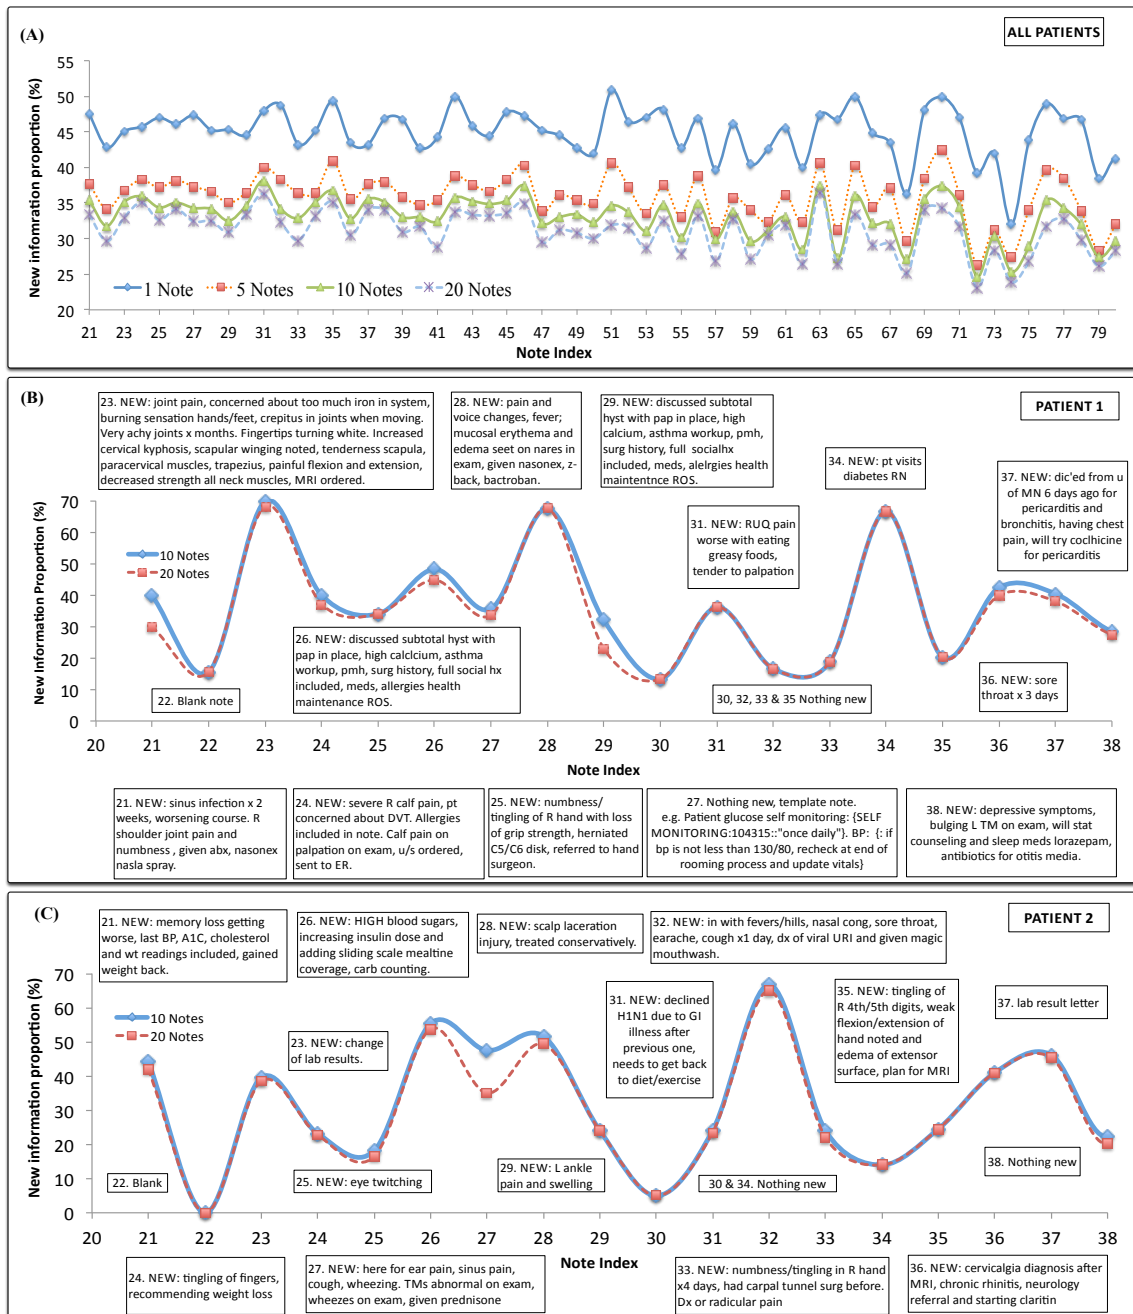 (A)
ALL PATIENTS
New information proportion (%)
55
50
45
40
35
30
25
20
1 Note
5 Notes
10 Notes
20 Notes
21 23 25 27 29 31 33 35 37 39 41 43 45 47 49 51 53 55 57 59 61 63 65 67 69 71 73 75 77 79
Note Index
(B)
PATIENT 1
23. NEW: joint pain, concerned about too much iron in system,
burning sensation hands/feet, crepitus in joints when moving.
Very achy joints x months. Fingertips turning white. Increased
cervical kyphosis, scapular winging noted, tenderness scapula,
paracervical muscles, trapezius, painful flexion and extension,
decreased strength all neck muscles, MRI ordered.
28. NEW: pain and
voice changes, fever;
mucosal erythema and
edema seet on nares in
exam, given nasonex, z-
back, bactroban.
29. NEW: discussed subtotal
hyst with pap in place, high
calcium, asthma workup, pmh,
surg history, full socialhx
included, meds, alelrgies health
maintentnce ROS.
34. NEW: pt visits
diabetes RN
37. NEW: dic'ed from u
of MN 6 days ago for
pericarditis and
bronchitis, having chest
pain, will try coclhicine
for pericarditis
31. NEW: RUQ pain
worse with eating
greasy foods,
tender to palpation
New Information Proportion (%)
70
60
50
40
30
20
10
0
10 Notes
20 Notes
26. NEW: discussed subtotal hyst with
pap in place, high calclcium, asthma
workup, pmh, surg history, full social hx
included, meds, allergies health
maintenance ROS.
22. Blank note
30, 32, 33 & 35 Nothing new
36. NEW: sore
throat x 3 days
20 21 22 23 24 25 26 27 28 29 30 31 32 33 34 35 36 37 38
Note Index
21. NEW: sinus infection x 2
weeks, worsening course. R
shoulder joint pain and
numbness , given abx, nasonex
nasla spray.
24. NEW: severe R calf pain, pt
concerned about DVT. Allergies
included in note. Calf pain on
palpation on exam, u/s ordered,
sent to ER.
25. NEW: numbness/
tingling of R hand with loss
of grip strength, herniated
C5/C6 disk, referred to hand
surgeon.
27. Nothing new, template note.
e.g. Patient glucose self monitoring: {SELF
MONITORING:104315::"once daily"}. BP: {: if
bp is not less than 130/80, recheck at end of
rooming process and update vitals}
38. NEW: depressive symptoms,
bulging L TM on exam, will stat
counseling and sleep meds lorazepam,
antibiotics for otitis media.
(C)
PATIENT 2
21. NEW: memory loss getting
worse, last BP, A1C, cholesterol
and wt readings included, gained
weight back.
26. NEW: HIGH blood sugars,
increasing insulin dose and
adding sliding scale mealtine
coverage, carb counting.
28. NEW: scalp laceration
injury, treated conservatively.
32. NEW: in with fevers/hills, nasal cong, sore throat,
earache, cough x1 day, dx of viral URI and given magic
mouthwash.
31. NEW: declined
H1N1 due to GI
illness after
previous one,
needs to get back
to diet/exercise
35. NEW: tingling of
R 4th/5th digits, weak
flexion/extension of
hand noted and
edema of extensor
surface, plan for MRI
37. lab result letter
New information proportion (%)
70
60
50
40
30
20
10
0
10 Notes
20 Notes
23. NEW: change
of lab results.
22. Blank
25. NEW: eye twitching
29. NEW: L ankle
pain and swelling
30 & 34. Nothing new
38. Nothing new
20 21 22 23 24 25 26 27 28 29 30 31 32 33 34 35 36 37 38
Note Index
24. NEW: tingling of fingers,
recommending weight loss
27. NEW: here for ear pain, sinus pain,
cough, wheezing. TMs abnormal on exam,
wheezes on exam, given prednisone
33. NEW: numbness/tingling in R hand
x4 days, had carpal tunnel surg before.
Dx or radicular pain
36. NEW: cervicalgia diagnosis after
MRI, chronic rhinitis, neurology
referral and starting claritin